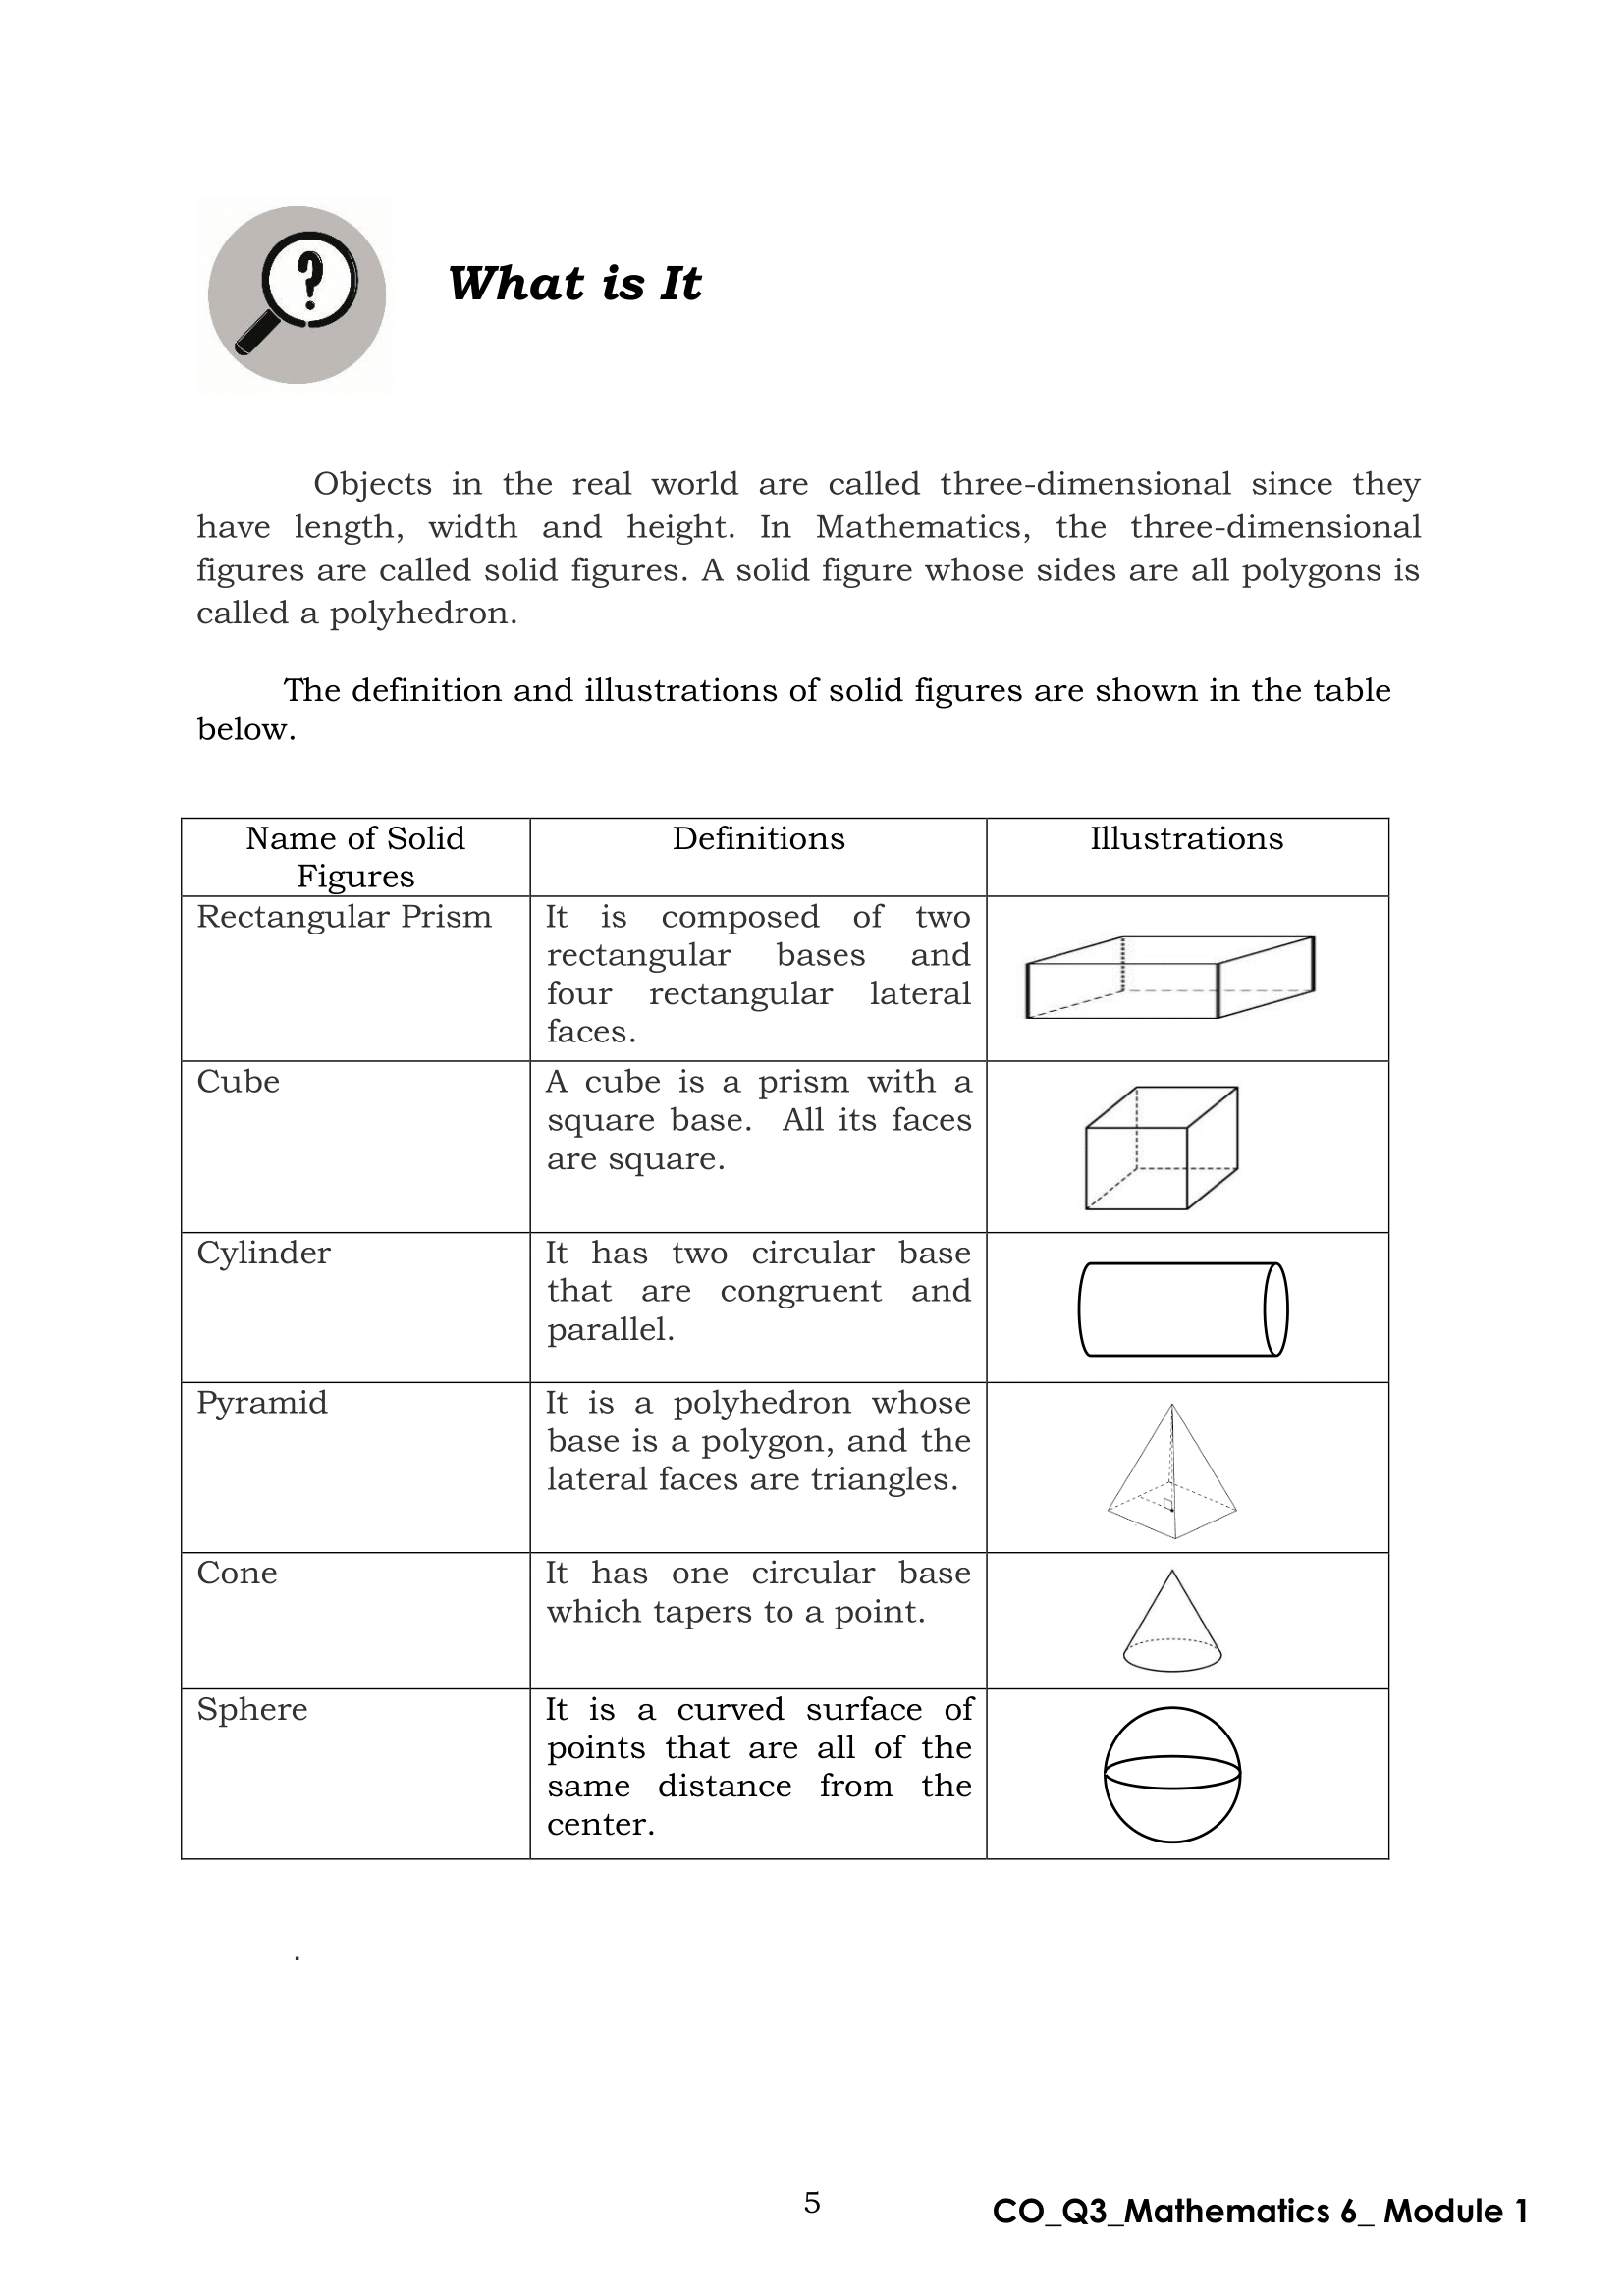 ?
What is It
Objects in the real world are called three-dimensional since they
have length, width and height. In Mathematics, the three-dimensional
figures are called solid figures. A solid figure whose sides are all polygons is
called a polyhedron.
The definition and illustrations of solid figures are shown in the table
below.
Name of Solid
Figures
Definitions
Illustrations
Rectangular Prism
It is composed of two
rectangular bases and
four rectangular lateral
faces.
Cube
A cube is a prism with a
square base. All its faces
are square.
Cylinder
It has two circular base
that are congruent and
parallel.
Pyramid
It is a polyhedron whose
base is a polygon, and the
lateral faces are triangles.
Cone
It has one circular base
which tapers to a point.
Sphere
It is a curved surface of
points that are all of the
same distance from the
center.
.
5
CO_Q3_Mathematics 6_ Module 1